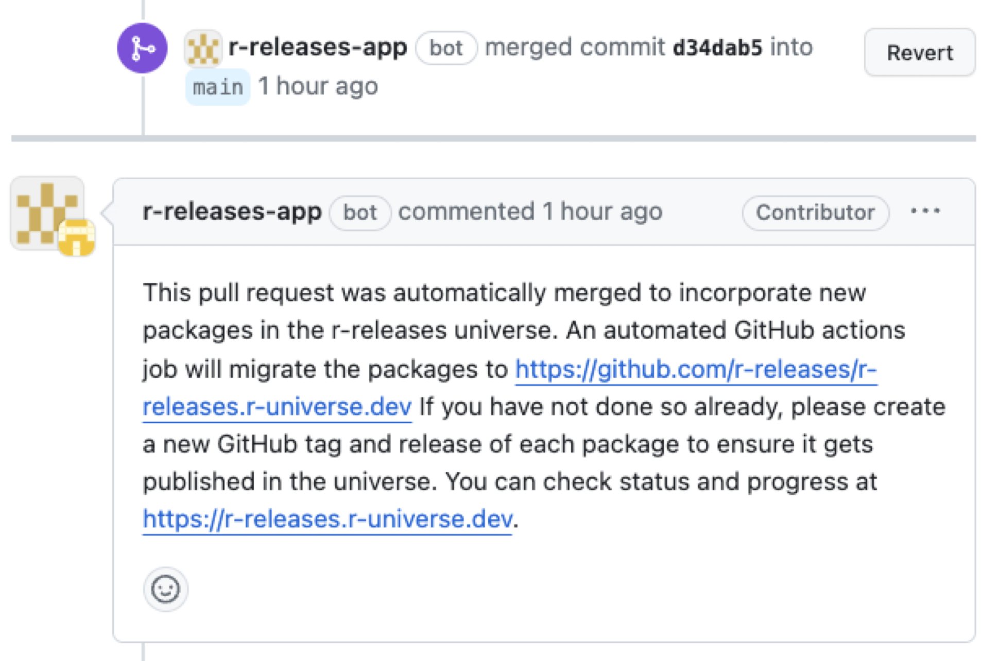 r-releases-app bot merged commit d34dab5 into
main 1 hour ago
Revert
r-releases-app bot commented 1 hour ago
Contributor ...
This pull request was automatically merged to incorporate new
packages in the r-releases universe. An automated GitHub actions
job will migrate the packages to https://github.com/r-releases/r-
releases.r-universe.dev If you have not done so already, please create
a new GitHub tag and release of each package to ensure it gets
published in the universe. You can check status and progress at
https://r-releases.r-universe.dev.